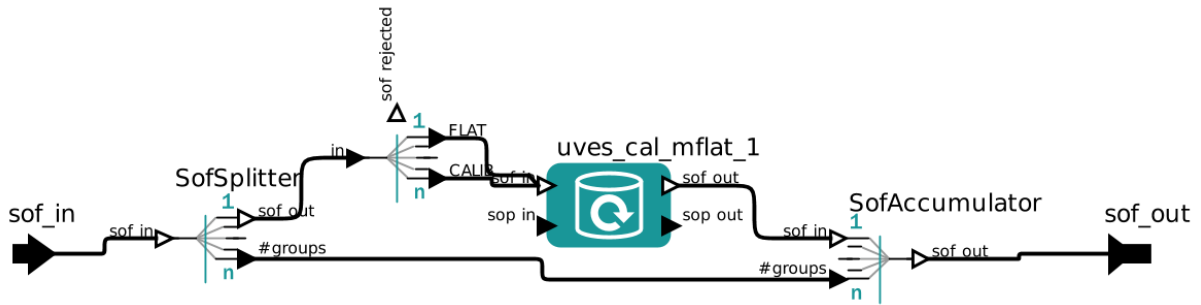 sof rejected
1
FLAT
in
CALIB
n
uves_cal_mflat_1
sof in
sof out
sop in
sop out
SofSplitter
1
sof in
sof out
#groups
n
sof_in
SofAccumulator
1
sof in
#groups
n
sof out
sof_out